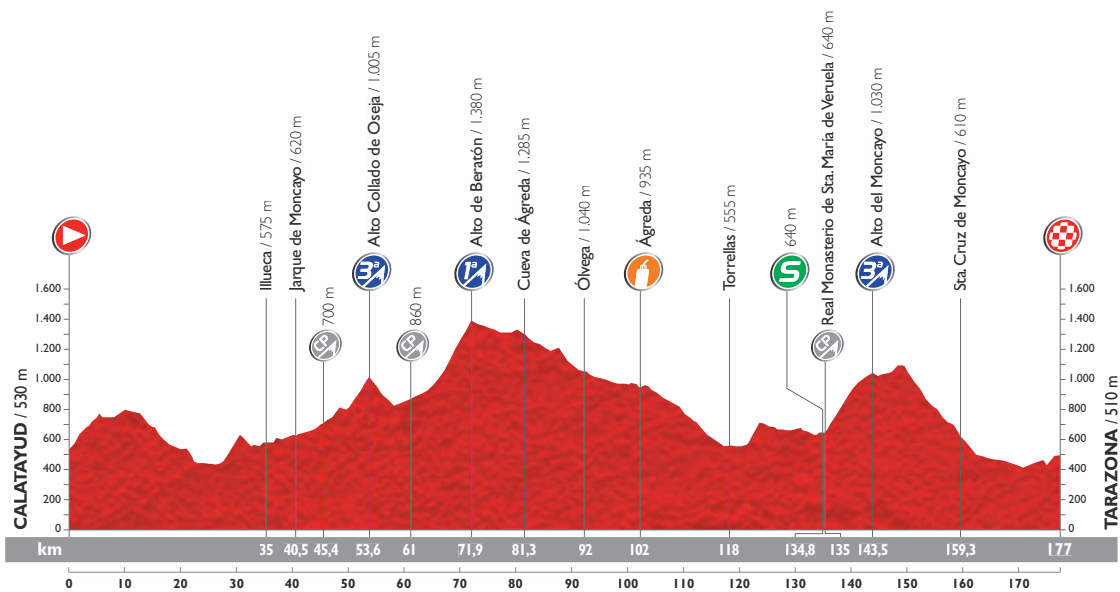 CALATAYUD / 530 m
Illueca / 575 m
Jarque de Moncayo / 620 m
700 m
Alto Collado de Oseja / 1.005 m
860 m
Alto de Beratón / 1.380 m
Cueva de Ágreda / 1.285 m
Ólvega / 1.040 m
Ágreda / 935 m
Torrellas / 555 m
640 m
Real Monasterio de Sta. María de Veruela / 640 m
Alto del Moncayo / 1.030 m
Sta. Cruz de Moncayo / 610 m
TARAZONA / 510 m
CP
3ª
CP
1ª
S
CP
3ª
1.600
1.400
1.200
1.000
800
600
400
200
0
1.600
1.400
1.200
1.000
800
600
400
200
0
km 35 40,5 45,4 53,6 61 71,9 81,3 92 102 118 134,8 135 143,5 159,3 177
0 10 20 30 40 50 60 70 80 90 100 110 120 130 140 150 160 170